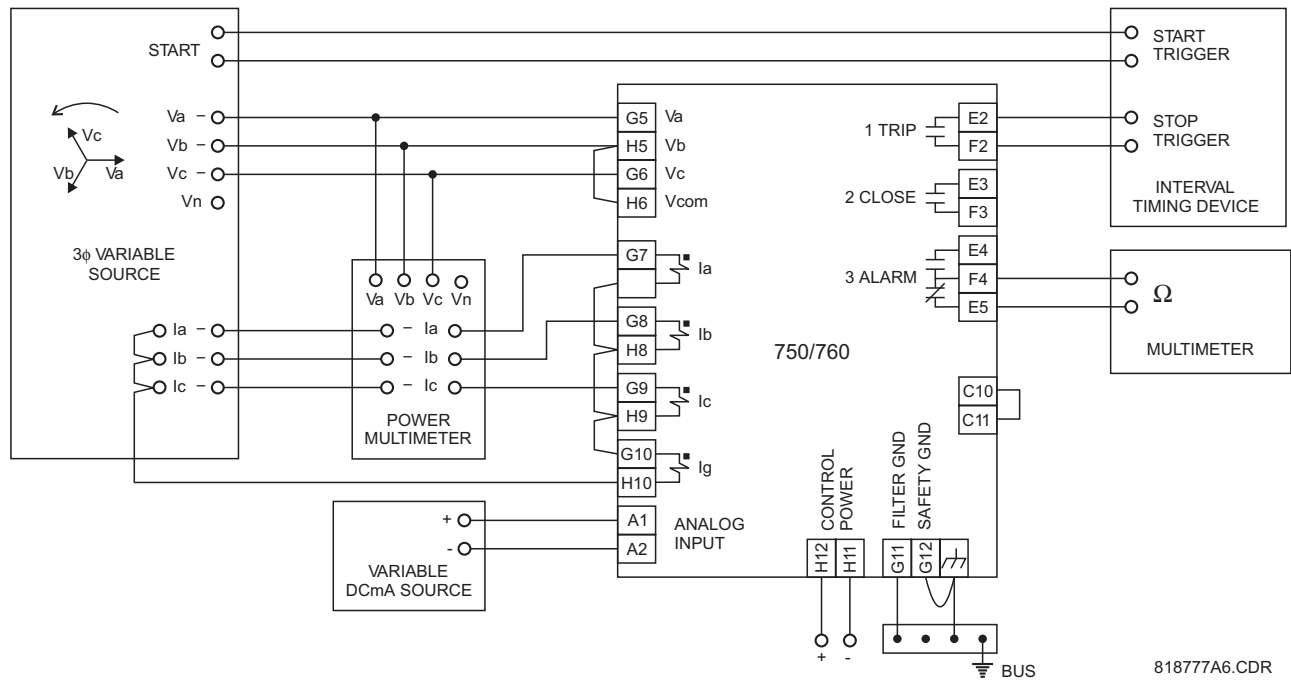 START
Va –
Vb –
Vc –
Vn
Vc
Vb
Va
3ϕ VARIABLE
SOURCE
Ia –
Ib –
Ic –
Va Vb Vc Vn
– Ia
– Ib
– Ic
POWER
MULTIMETER
+
-
VARIABLE
DCmA SOURCE
G5 Va
H5 Vb
G6 Vc
H6 Vcom
G7
Ia
G8
Ib
H8
G9
Ic
H9
G10
Ig
H10
A1
A2
ANALOG
INPUT
750/760
1 TRIP
E2
F2
2 CLOSE
E3
F3
3 ALARM
E4
F4
E5
C10
C11
CONTROL
POWER
FILTER GND
SAFETY GND
H12
H11
G11
G12
+ -
BUS
START
TRIGGER
STOP
TRIGGER
INTERVAL
TIMING DEVICE
Ω
MULTIMETER
818777A6.CDR